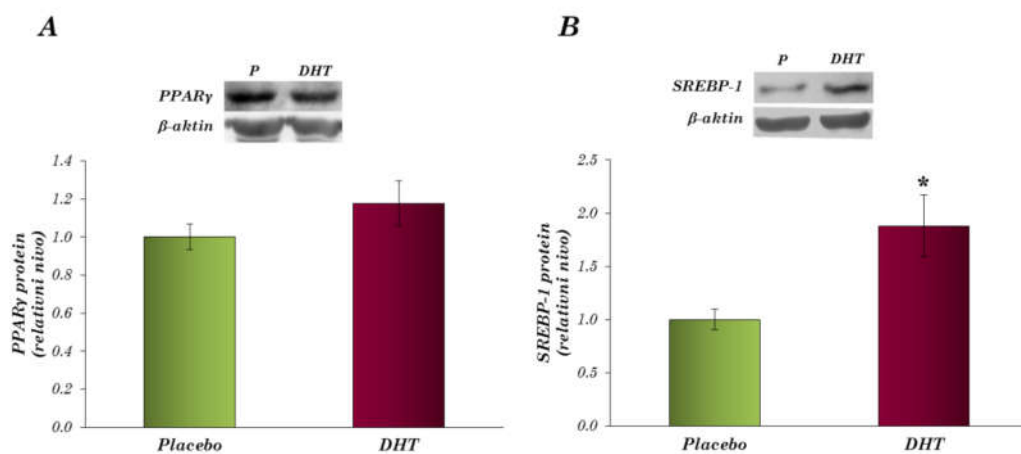 A
P DHT
PPARγ
β-aktin
1.4
1.2
1.0
0.8
0.6
0.4
0.2
0.0
PPARγ protein
(relativni nivo)
Placebo DHT
B
P DHT
SREBP-1
β-aktin
2.5
2.0
1.5
1.0
0.5
0.0
SREBP-1 protein
(relativni nivo)
*
Placebo DHT